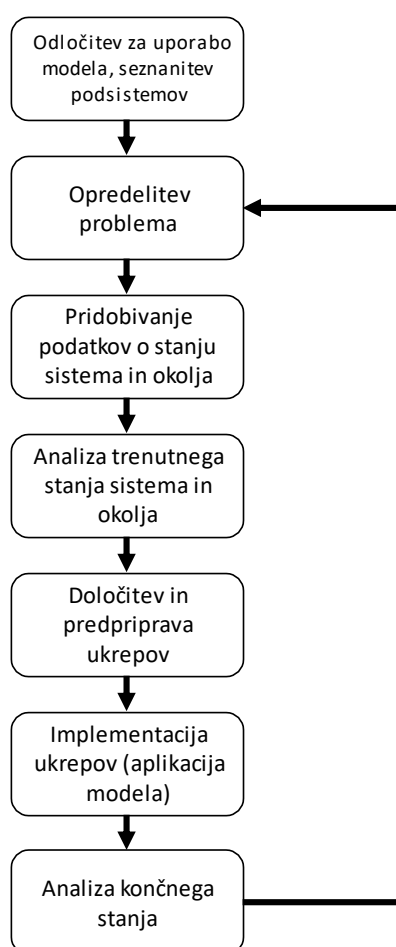 Odločitev za uporabo
modela, seznanitev
podsistemov
Opredelitev
problema
Pridobivanje
podatkov o stanju
sistema in okolja
Analiza trenutnega
stanja sistema in
okolja
Določitev in
predpriprava
ukrepov
Implementacija
ukrepov (aplikacija
modela)
Analiza končnega
stanja